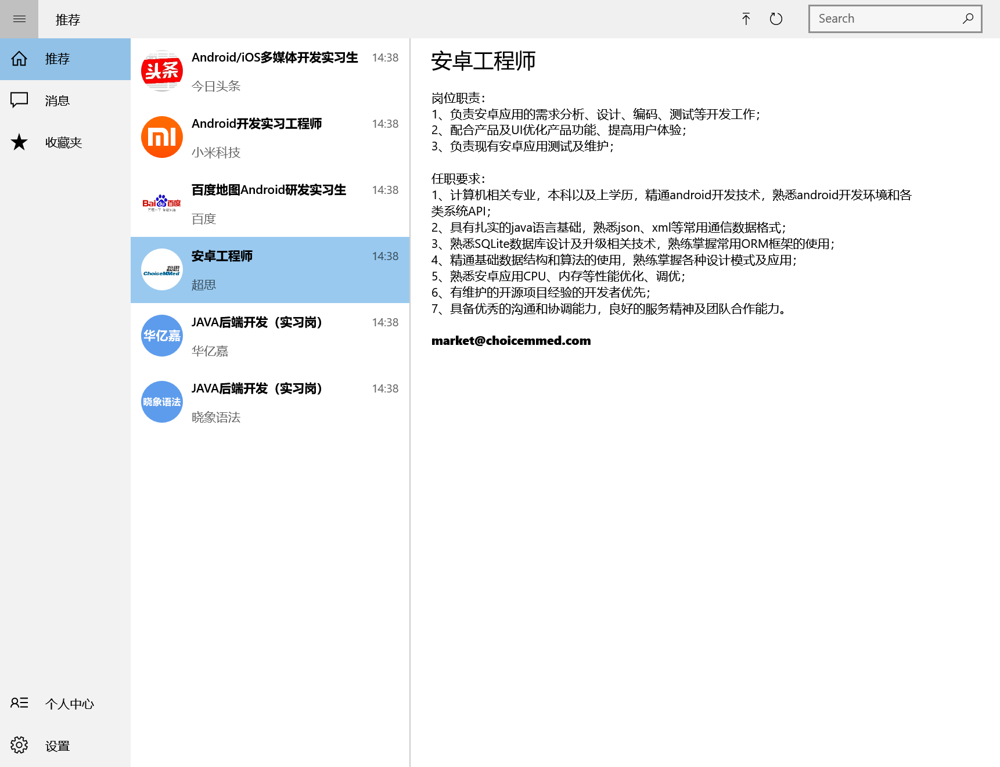 推荐
Search
推荐
消息
收藏夹
个人中心
设置
头条
Android/iOS多媒体开发实习生 14:38
今日头条
mi
Android开发实习工程师 14:38
小米科技
Bai du 百度
百度地图Android研发实习生 14:38
百度
超思
ChoiceMMed
安卓工程师 14:38
超思
华亿嘉
JAVA后端开发（实习岗） 14:38
华亿嘉
晓象语法
JAVA后端开发（实习岗） 14:38
晓象语法
安卓工程师
岗位职责：
1、负责安卓应用的需求分析、设计、编码、测试等开发工作；
2、配合产品及UI优化产品功能、提高用户体验；
3、负责现有安卓应用测试及维护；
任职要求：
1、计算机相关专业，本科以及上学历，精通android开发技术，熟悉android开发环境和各
类系统API；
2、具有扎实的java语言基础，熟悉json、xml等常用通信数据格式；
3、熟悉SQLite数据库设计及升级相关技术，熟练掌握常用ORM框架的使用；
4、精通基础数据结构和算法的使用，熟练掌握各种设计模式及应用；
5、熟悉安卓应用CPU、内存等性能优化、调优；
6、有维护的开源项目经验的开发者优先；
7、具备优秀的沟通和协调能力，良好的服务精神及团队合作能力。
market@choicemmed.com